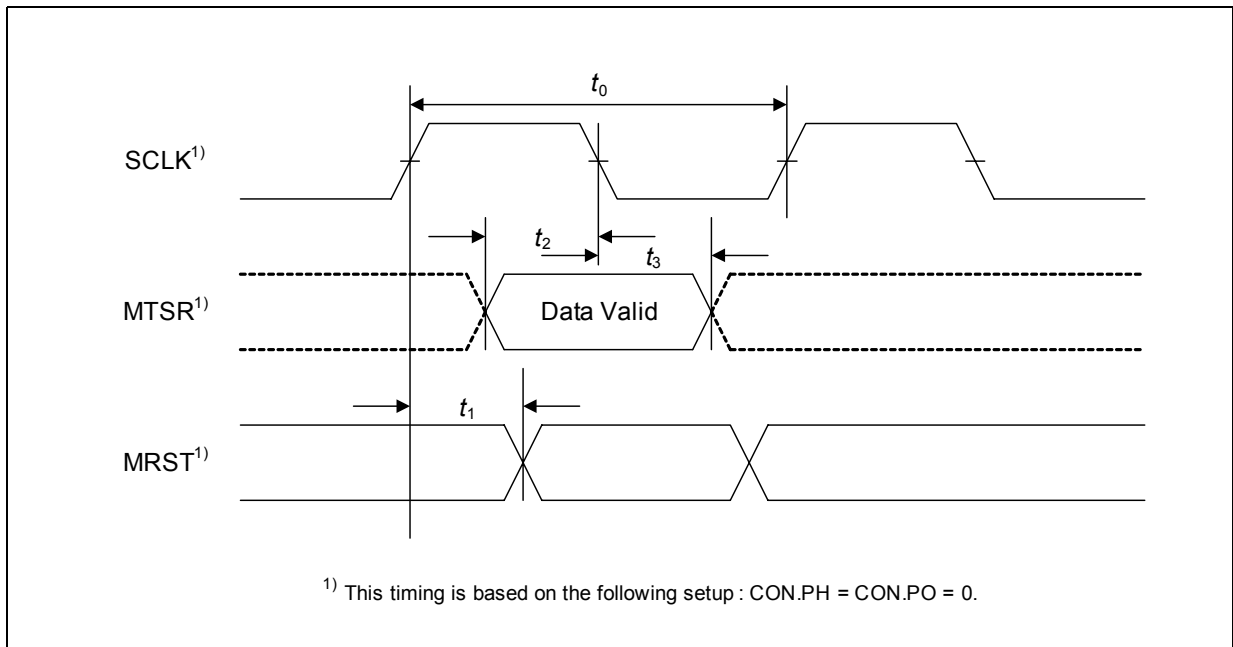 t₀
SCLK¹⁾
t₂
t₃
MTSR¹⁾
Data Valid
t₁
MRST¹⁾
¹⁾ This timing is based on the following setup : CON.PH = CON.PO = 0.